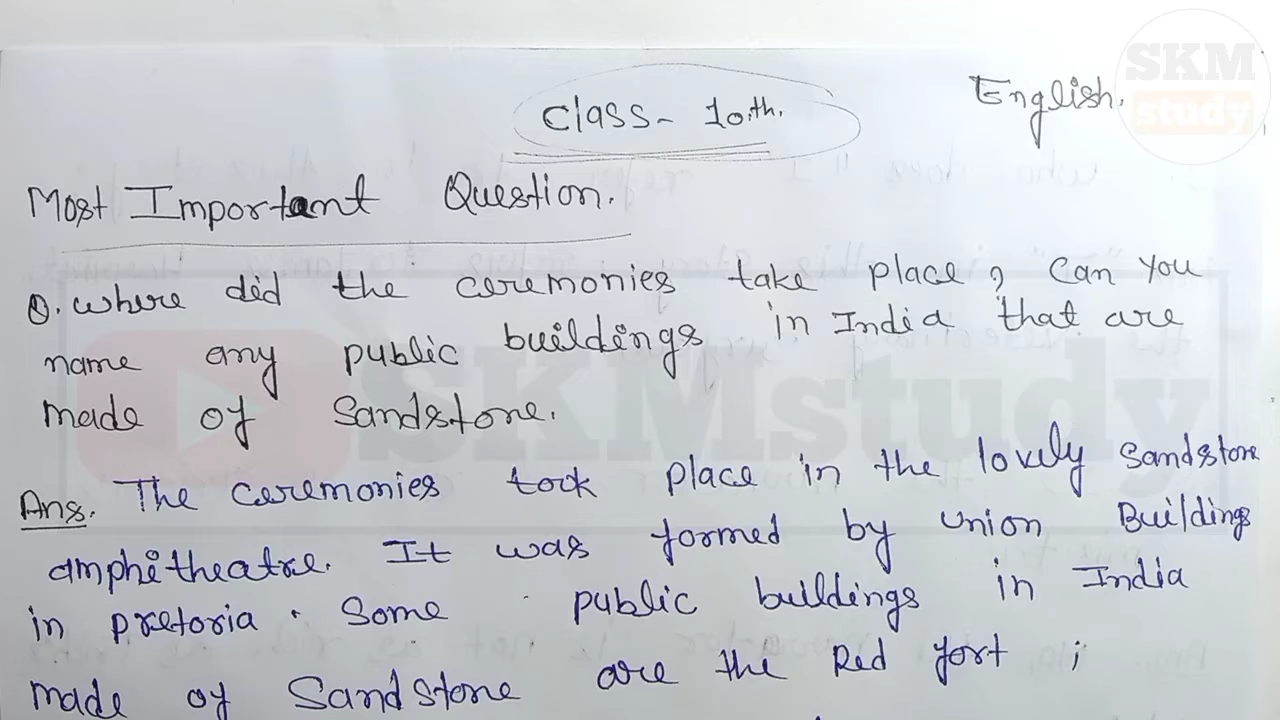 SKM
study
English.
Class- 10.th.
Most Important Question.
Q. where did the ceremonies take place? Can you
name any public buildings in India that are
made of Sandstone.
Ans. The ceremonies took place in the lovely sandstone
amphitheatre. It was formed by union Buildings
in pretoria. Some public buildings in India
made of Sandstone are the Red fort ;
SKMstudy